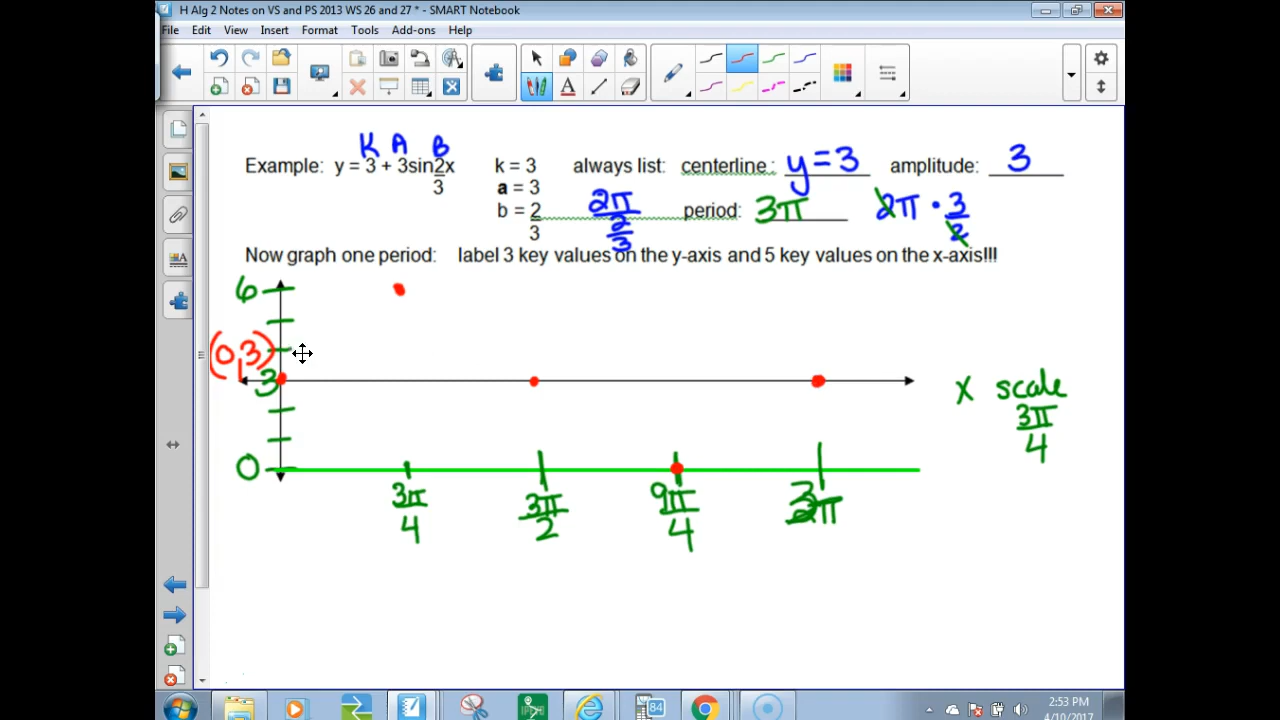 H Alg 2 Notes on VS and PS 2013 WS 26 and 27 * - SMART Notebook
File Edit View Insert Format Tools Add-ons Help
K A B
Example: y = 3 + 3sin2x k = 3 always list: centerline: y=3 amplitude: 3
3 a = 3
b = 2 2π period: 3π 2π · 3
3 2 2
3
Now graph one period: label 3 key values on the y-axis and 5 key values on the x-axis!!!
6
(0,3)
3
x scale
3π
4
0
3π 3π 9π 3π
4 2 4
84
2:53 PM
4/10/2017